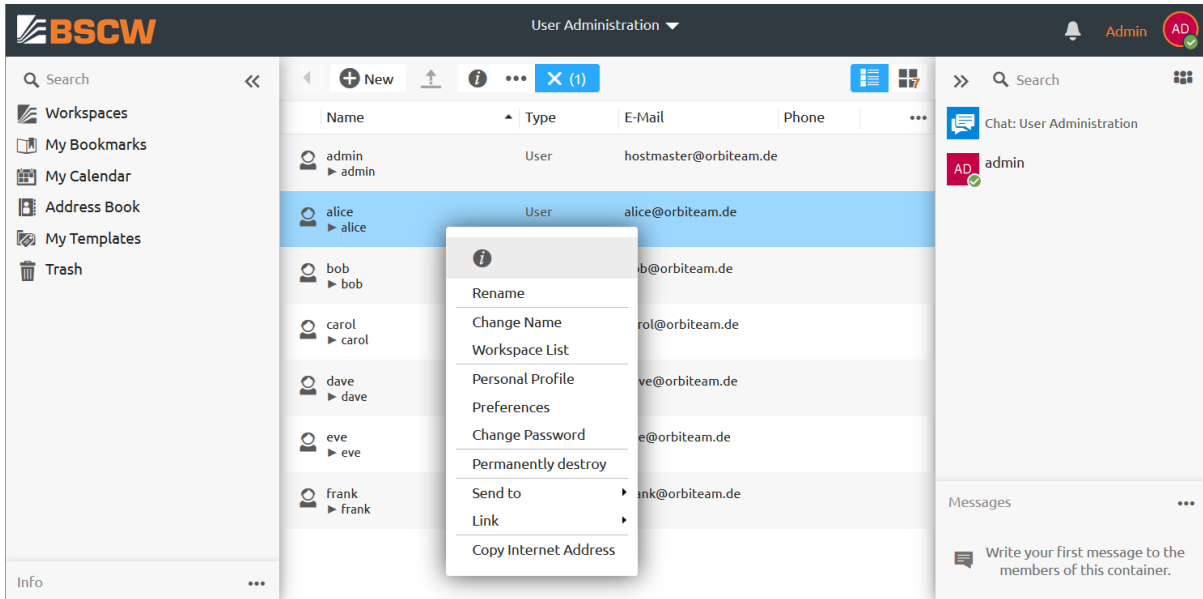 BSCW
User Administration
Admin
AD
Search
Workspaces
My Bookmarks
My Calendar
Address Book
My Templates
Trash
Info
New
(1)
Name
Type
E-Mail
Phone
admin
admin
User
hostmaster@orbiteam.de
alice
alice
User
alice@orbiteam.de
bob
bob
b@orbiteam.de
carol
carol
rol@orbiteam.de
dave
dave
ve@orbiteam.de
eve
eve
e@orbiteam.de
frank
frank
ank@orbiteam.de
Rename
Change Name
Workspace List
Personal Profile
Preferences
Change Password
Permanently destroy
Send to
Link
Copy Internet Address
Search
Chat: User Administration
AD
admin
Messages
Write your first message to the
members of this container.